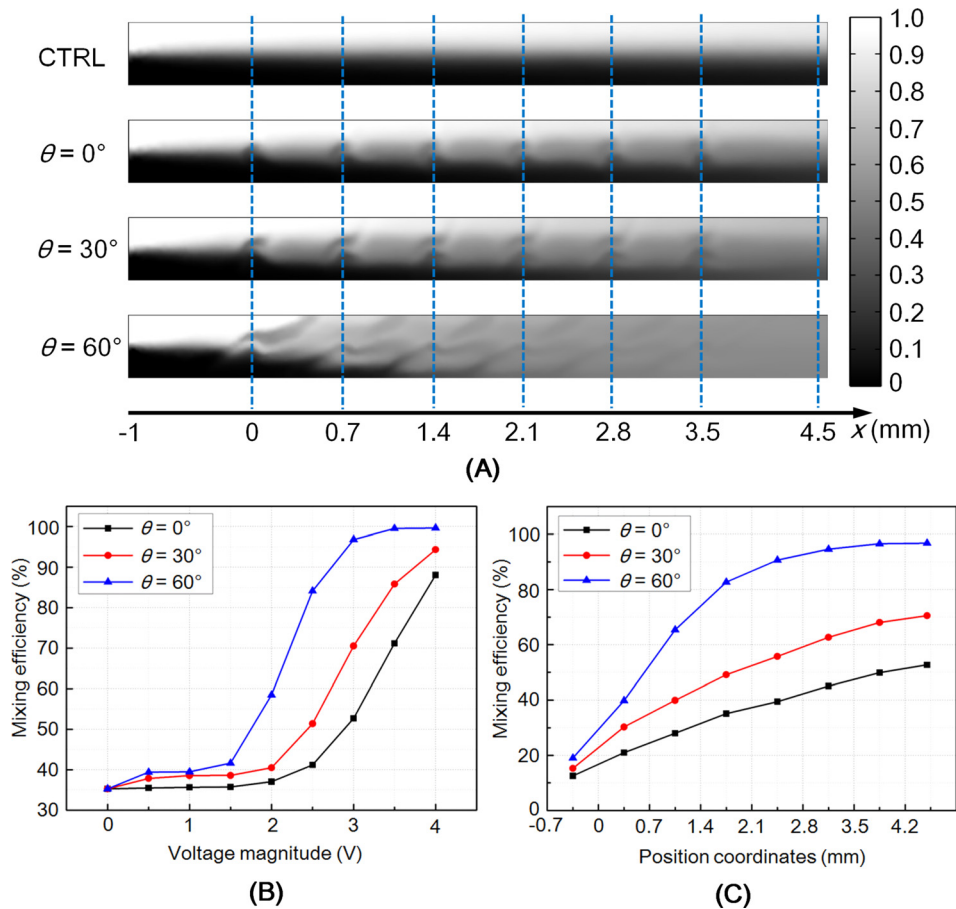 CTRL
θ = 0°
θ = 30°
θ = 60°
1.0
0.9
0.8
0.7
0.6
0.5
0.4
0.3
0.2
0.1
0
-1 0 0.7 1.4 2.1 2.8 3.5 4.5 x (mm)
(A)
Mixing efficiency (%)
100
90
80
70
60
50
40
30
θ = 0°
θ = 30°
θ = 60°
0 1 2 3 4
Voltage magnitude (V)
(B)
Mixing efficiency (%)
100
80
60
40
20
0
θ = 0°
θ = 30°
θ = 60°
-0.7 0 0.7 1.4 2.1 2.8 3.5 4.2
Position coordinates (mm)
(C)